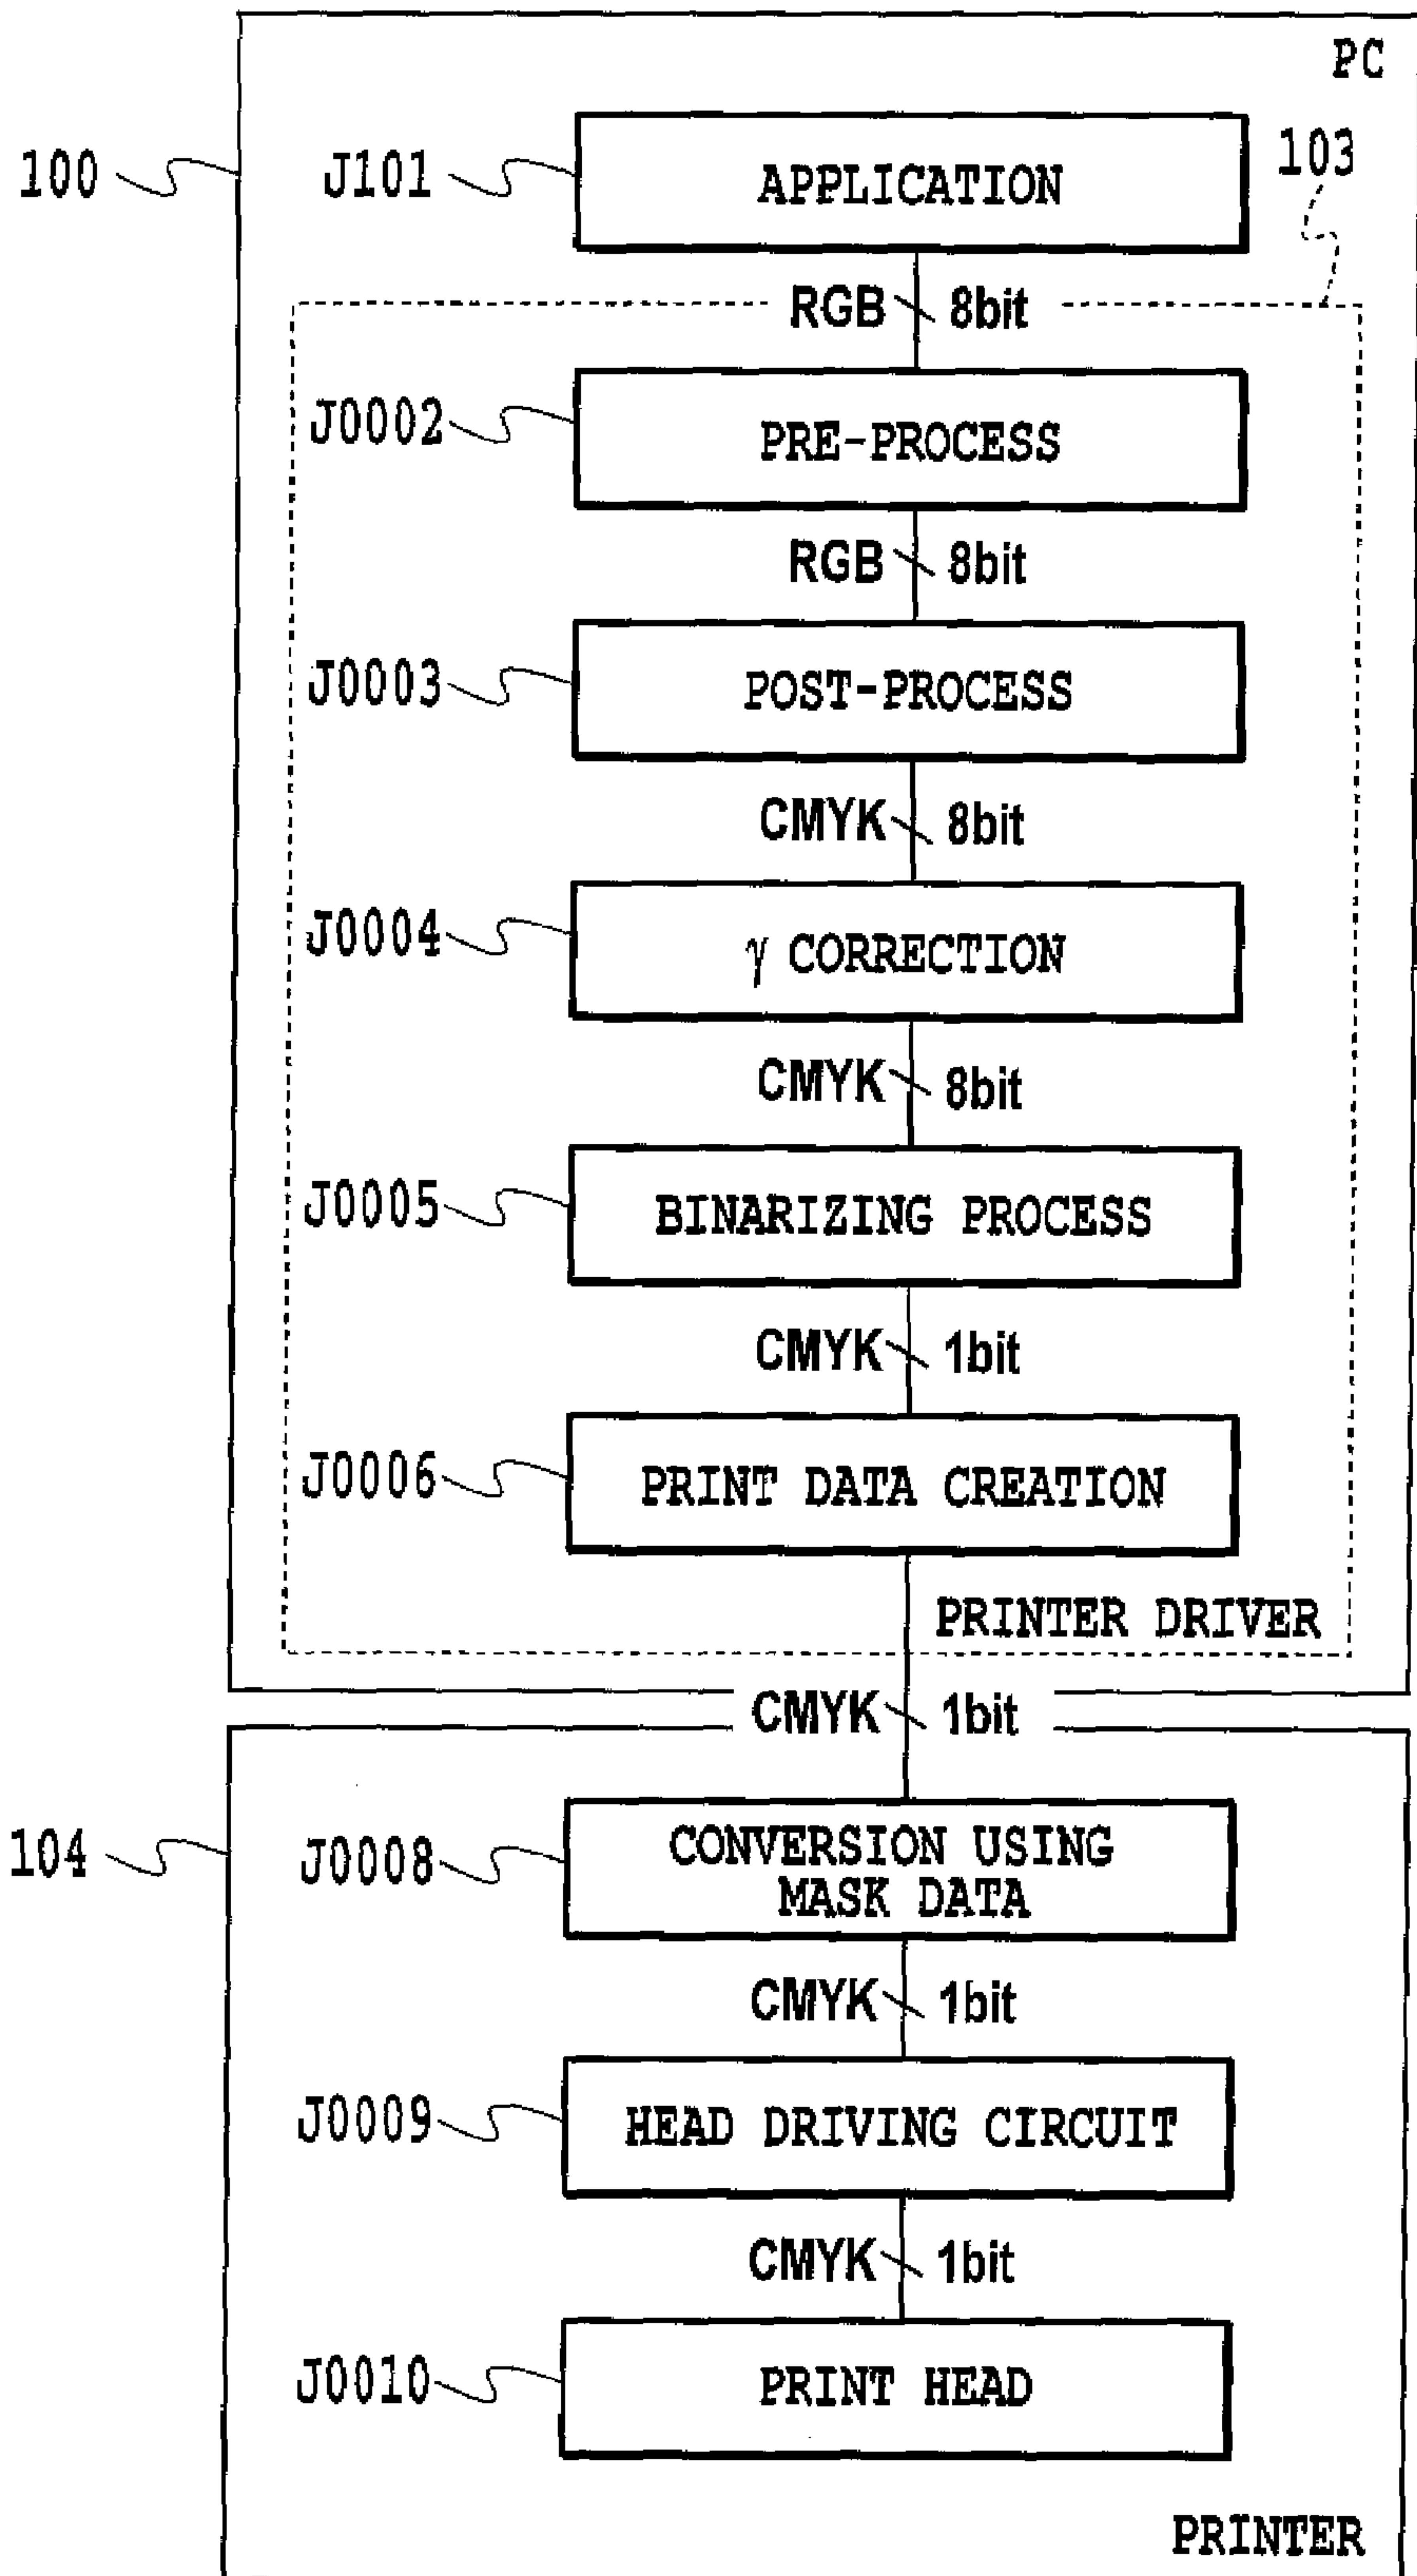 PC
100
J101
APPLICATION
103
RGB 8bit
J0002
PRE-PROCESS
RGB 8bit
J0003
POST-PROCESS
CMYK 8bit
J0004
γ CORRECTION
CMYK 8bit
J0005
BINARIZING PROCESS
CMYK 1bit
J0006
PRINT DATA CREATION
PRINTER DRIVER
CMYK 1bit
104
J0008
CONVERSION USING
MASK DATA
CMYK 1bit
J0009
HEAD DRIVING CIRCUIT
CMYK 1bit
J0010
PRINT HEAD
PRINTER